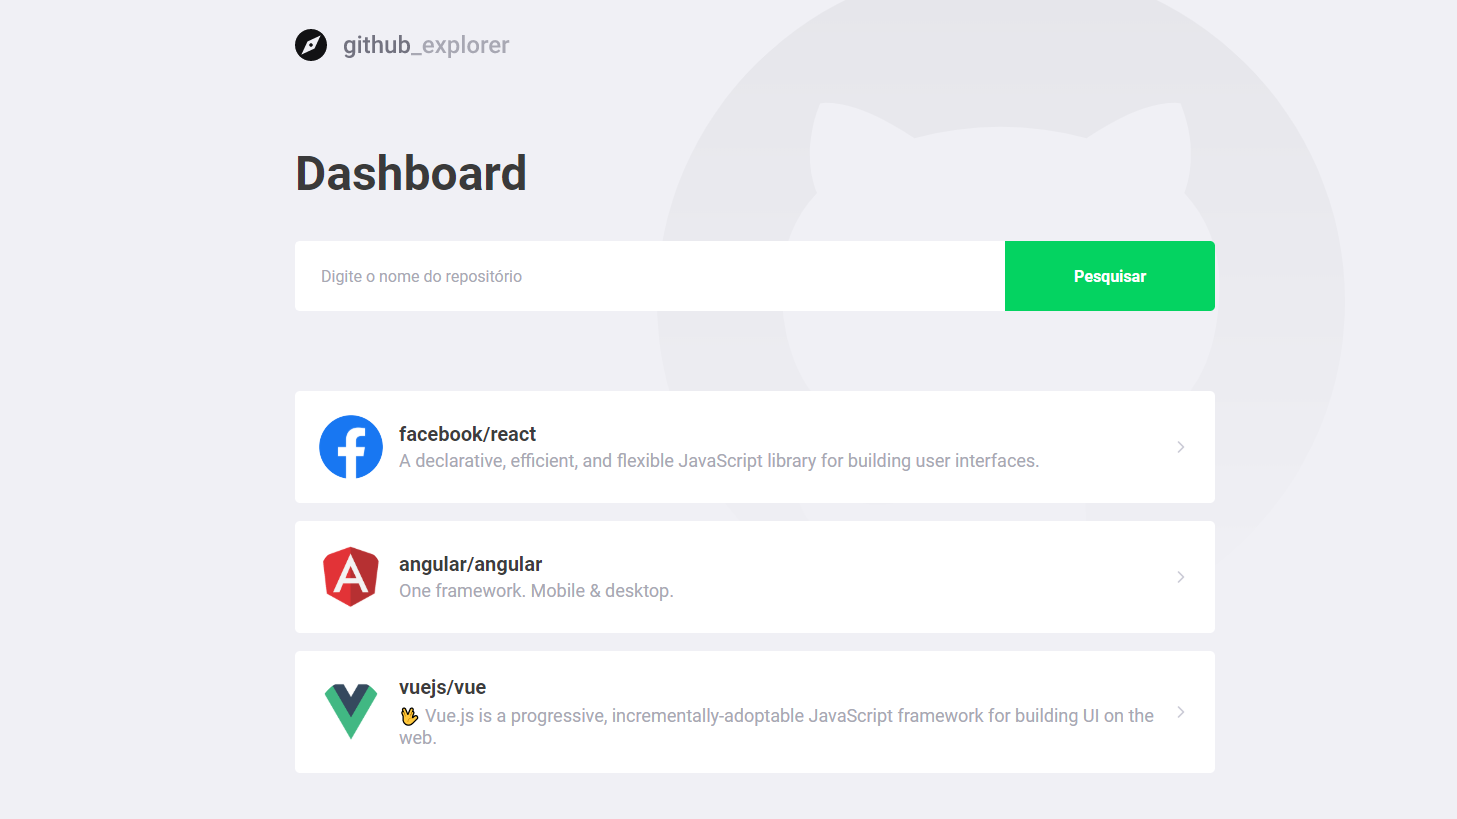 github_explorer
Dashboard
Digite o nome do repositório
Pesquisar
facebook/react
A declarative, efficient, and flexible JavaScript library for building user interfaces.
angular/angular
One framework. Mobile & desktop.
vuejs/vue
🖖 Vue.js is a progressive, incrementally-adoptable JavaScript framework for building UI on the
web.